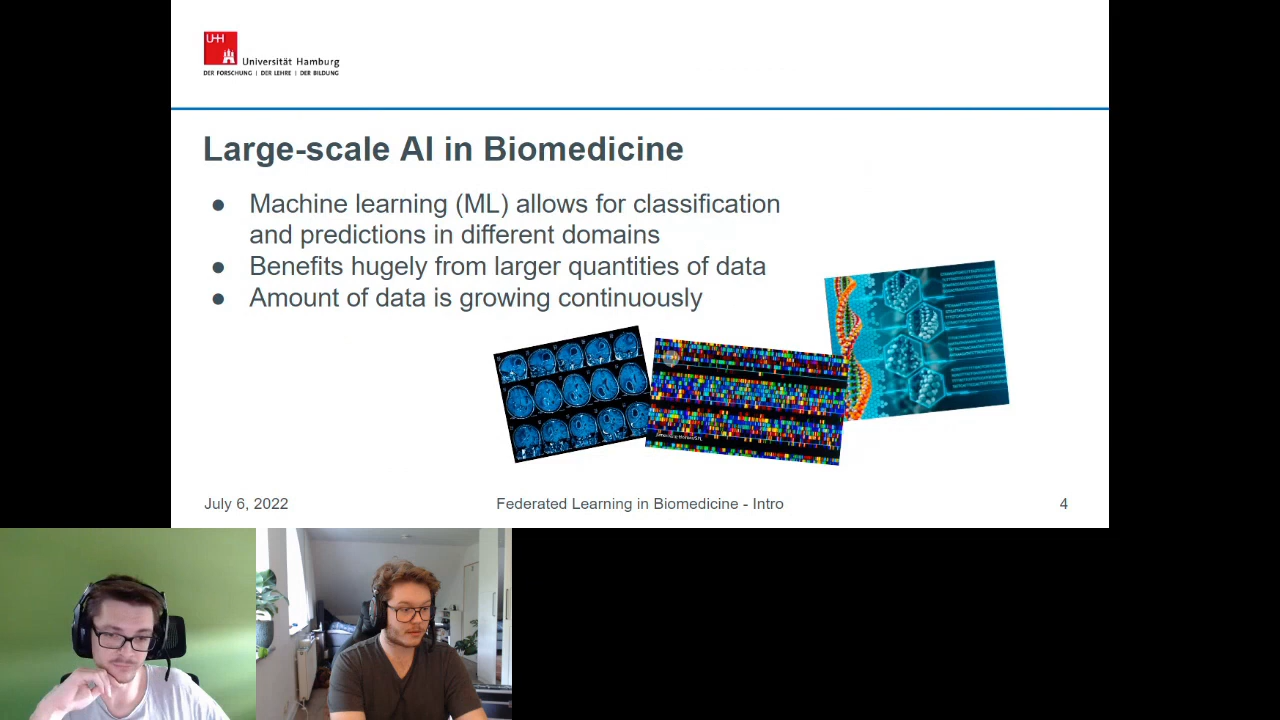 UHH
Universität Hamburg
DER FORSCHUNG | DER LEHRE | DER BILDUNG
Large-scale AI in Biomedicine
● Machine learning (ML) allows for classification
and predictions in different domains
● Benefits hugely from larger quantities of data
● Amount of data is growing continuously
July 6, 2022
Federated Learning in Biomedicine - Intro
4